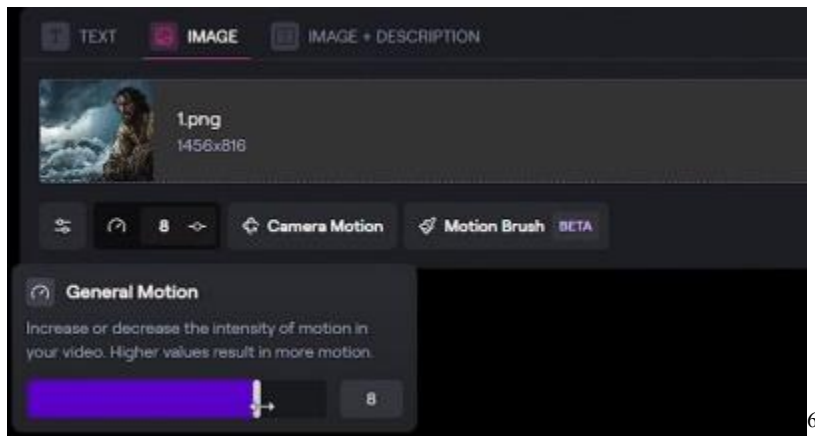 TEXT IMAGE IMAGE + DESCRIPTION
1.png
1456x816
8 Camera Motion Motion Brush BETA
General Motion
Increase or decrease the intensity of motion in
your video. Higher values result in more motion.
8
6